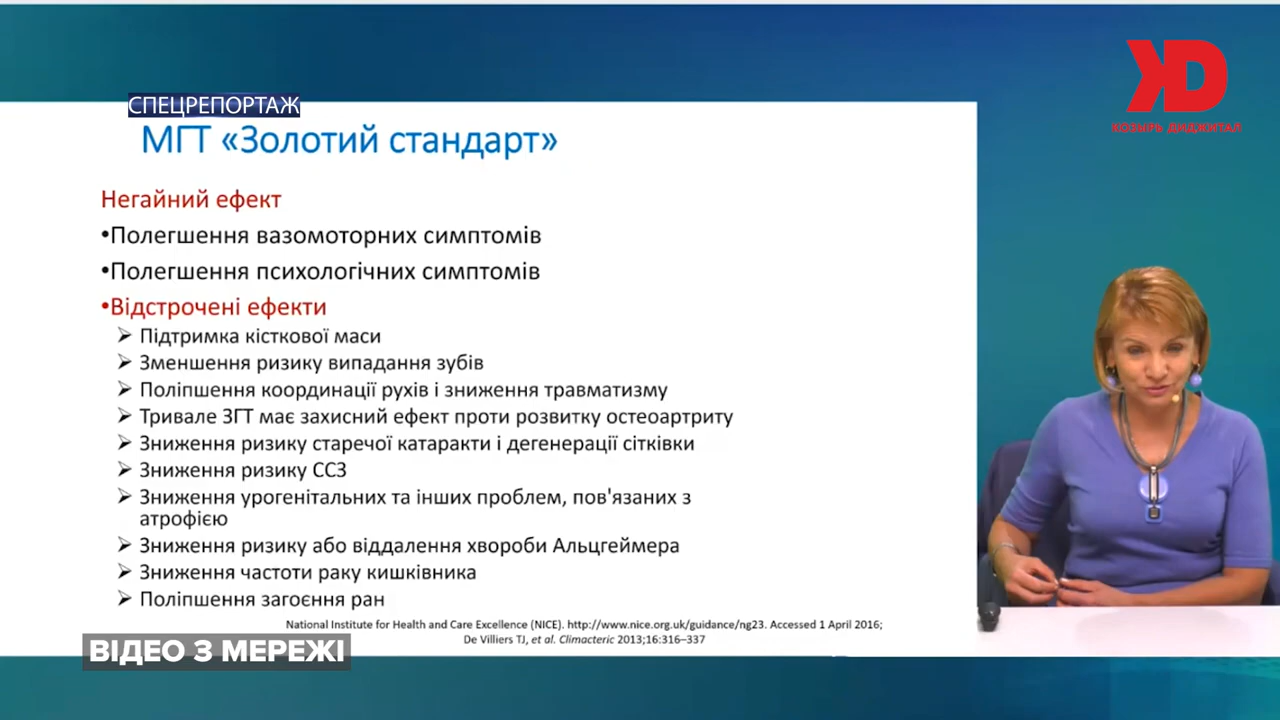 СПЕЦРЕПОРТАЖ
КОЗЫРЬ ДИДЖИТАЛ
МГТ «Золотий стандарт»
Негайний ефект
•Полегшення вазомоторних симптомів
•Полегшення психологічних симптомів
•Відстрочені ефекти
➢ Підтримка кісткової маси
➢ Зменшення ризику випадання зубів
➢ Поліпшення координації рухів і зниження травматизму
➢ Тривале ЗГТ має захисний ефект проти розвитку остеоартриту
➢ Зниження ризику старечої катаракти і дегенерації сітківки
➢ Зниження ризику ССЗ
➢ Зниження урогенітальних та інших проблем, пов'язаних з
атрофією
➢ Зниження ризику або віддалення хвороби Альцгеймера
➢ Зниження частоти раку кишківника
➢ Поліпшення загоєння ран
National Institute for Health and Care Excellence (NICE). http://www.nice.org.uk/guidance/ng23. Accessed 1 April 2016;
De Villiers TJ, et al. Climacteric 2013;16:316–337
ВІДЕО З МЕРЕЖІ